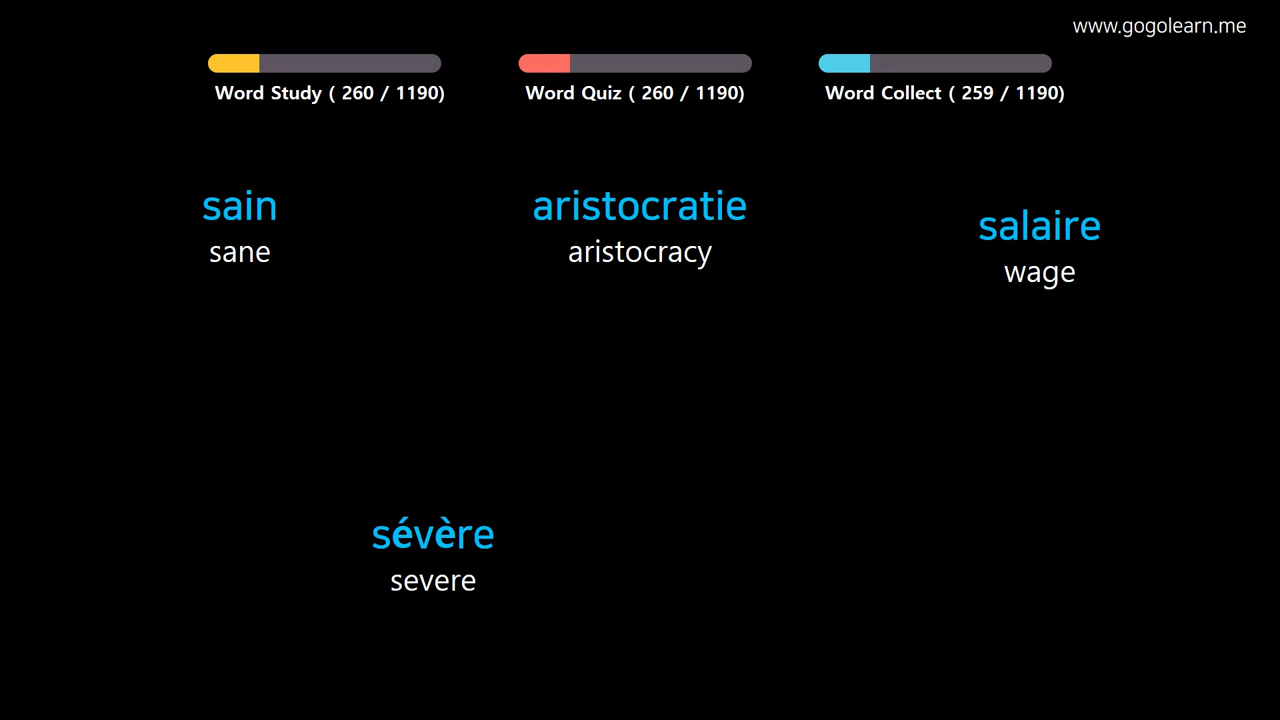 www.gogolearn.me
Word Study ( 260 / 1190)
Word Quiz ( 260 / 1190)
Word Collect ( 259 / 1190)
sain
sane
aristocratie
aristocracy
salaire
wage
sévère
severe